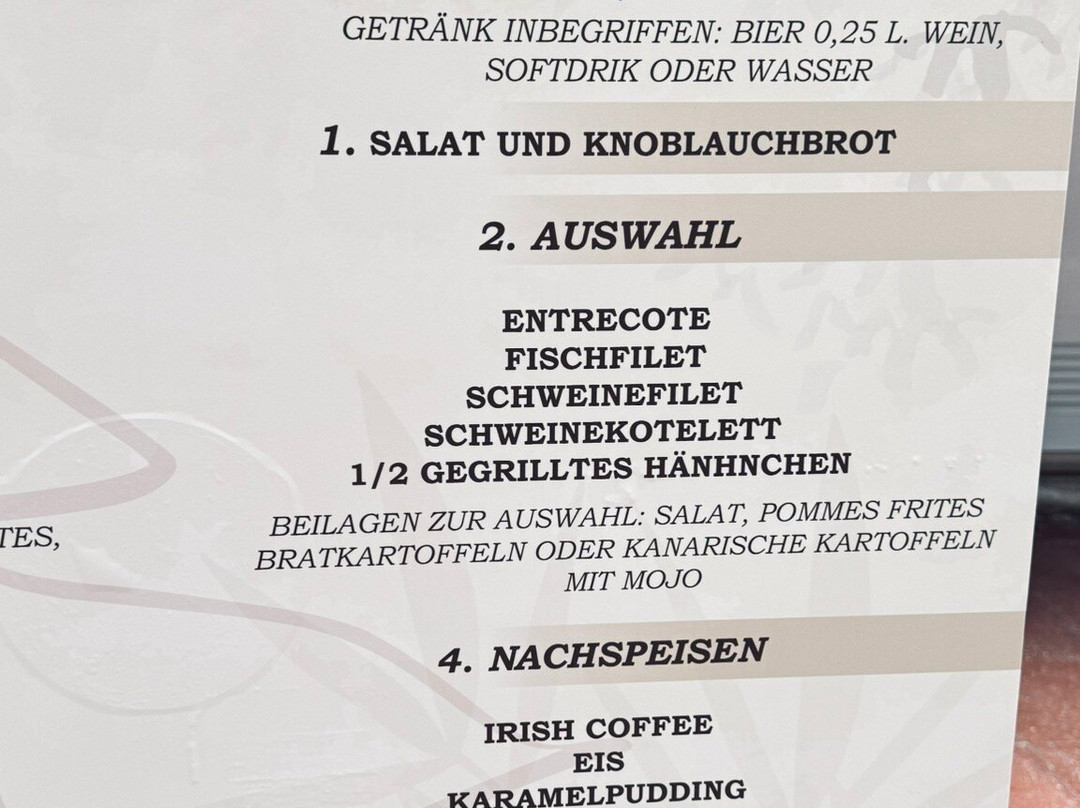 GETRÄNK INBEGRIFFEN: BIER 0,25 L. WEIN,
SOFTDRIK ODER WASSER
1. SALAT UND KNOBLAUCHBROT
2. AUSWAHL
ENTRECOTE
FISCHFILET
SCHWEINEFILET
SCHWEINEKOTELETT
1/2 GEGRILLTES HÄNHNCHEN
BEILAGEN ZUR AUSWAHL: SALAT, POMMES FRITES
BRATKARTOFFELN ODER KANARISCHE KARTOFFELN
MIT MOJO
TES,
4. NACHSPEISEN
IRISH COFFEE
EIS
KARAMELPUDDING